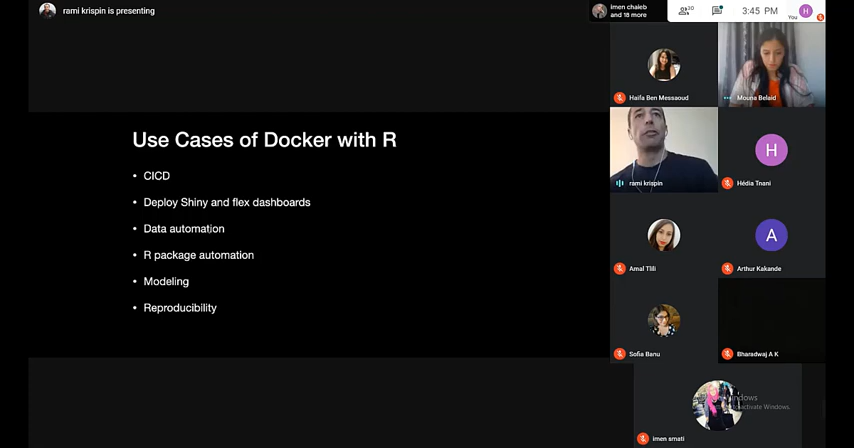 rami krispin is presenting
imen chaieb
and 18 more
20
3:45 PM
You
H
Use Cases of Docker with R
• CICD
• Deploy Shiny and flex dashboards
• Data automation
• R package automation
• Modeling
• Reproducibility
Haifa Ben Messaoud
Mouna Belaid
rami krispin
H
Hédia Tnani
Amal Tlili
A
Arthur Kakande
Sofia Banu
Bharadwaj A K
imen smati